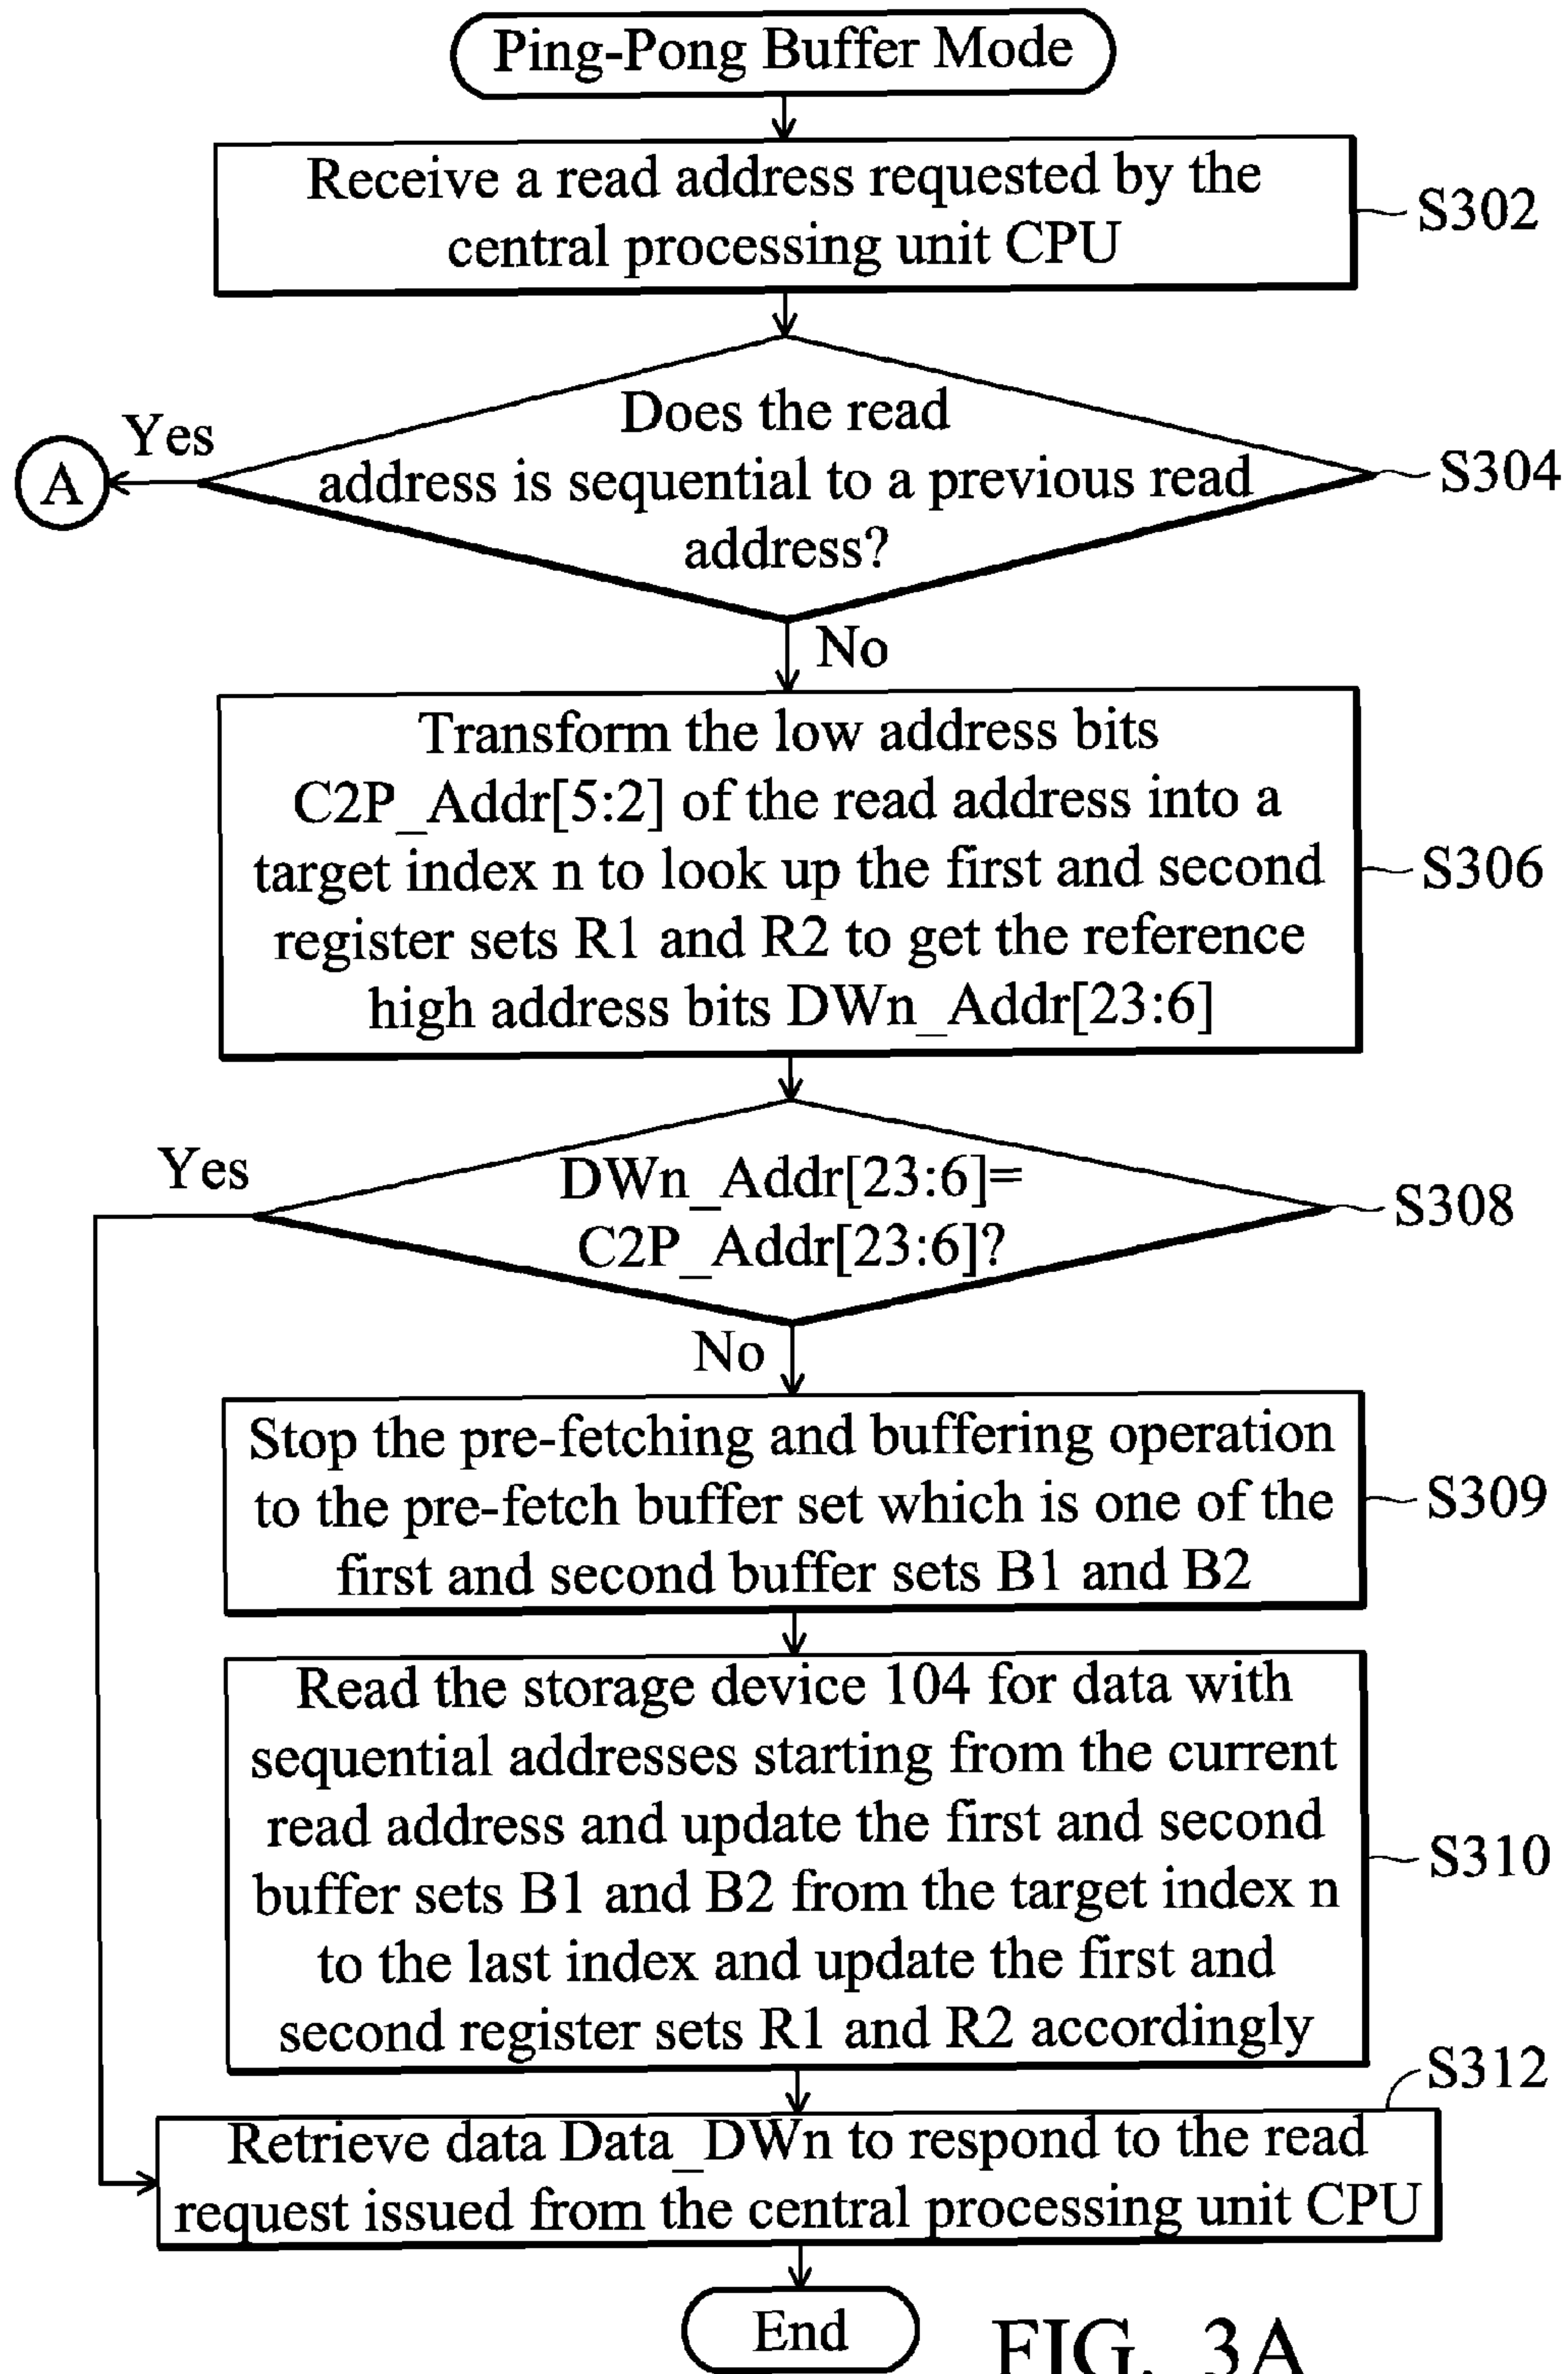 Ping-Pong Buffer Mode
Receive a read address requested by the
central processing unit CPU
S302
Does the read
address is sequential to a previous read
address?
S304
Yes
A
No
Transform the low address bits
C2P_Addr[5:2] of the read address into a
target index n to look up the first and second
register sets R1 and R2 to get the reference
high address bits DWn_Addr[23:6]
S306
Yes
DWn_Addr[23:6]=
C2P_Addr[23:6]?
S308
No
Stop the pre-fetching and buffering operation
to the pre-fetch buffer set which is one of the
first and second buffer sets B1 and B2
S309
Read the storage device 104 for data with
sequential addresses starting from the current
read address and update the first and second
buffer sets B1 and B2 from the target index n
to the last index and update the first and
second register sets R1 and R2 accordingly
S310
S312
Retrieve data Data_DWn to respond to the read
request issued from the central processing unit CPU
End
FIG. 3A